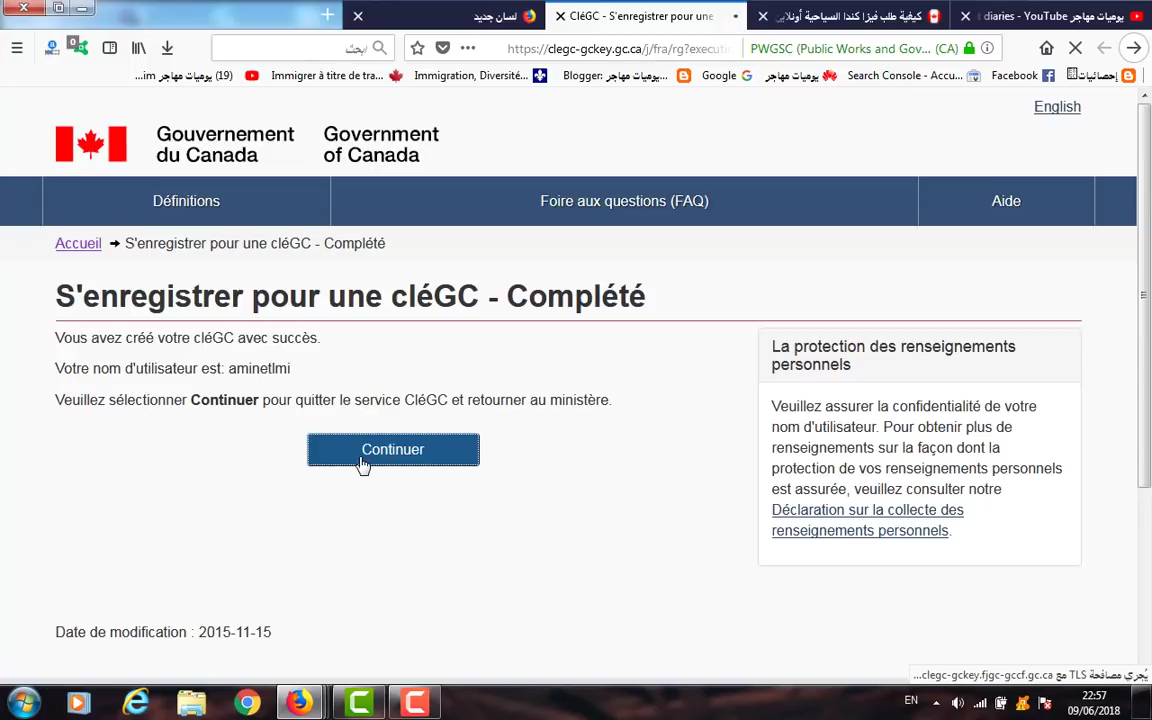 لسان جديد
CléGC - S'enregistrer pour une
كيفية طلب فيزا كندا السياحية أونلاين
diaries - YouTube يوميات مهاجر
ابحث
https://clegc-gckey.gc.ca/j/fra/rg?executi
PWGSC (Public Works and Gov... (CA)
(19) يوميات مهاجر im...
Immigrer à titre de tra...
Immigration, Diversité...
Blogger: يوميات مهاجر...
Google
يوميات مهاجر
Search Console - Accu...
Facebook
إحصائيات
English
Gouvernement du Canada
Government of Canada
Définitions
Foire aux questions (FAQ)
Aide
Accueil ➔ S'enregistrer pour une cléGC - Complété
S'enregistrer pour une cléGC - Complété
Vous avez créé votre cléGC avec succès.
Votre nom d'utilisateur est: aminetlmi
Veuillez sélectionner Continuer pour quitter le service CléGC et retourner au ministère.
Continuer
La protection des renseignements
personnels
Veuillez assurer la confidentialité de votre
nom d'utilisateur. Pour obtenir plus de
renseignements sur la façon dont la
protection de vos renseignements personnels
est assurée, veuillez consulter notre
Déclaration sur la collecte des
renseignements personnels.
Date de modification : 2015-11-15
يُجري مصافحة TLS مع clegc-gckey.fjgc-gccf.gc.ca...
EN
22:57
09/06/2018